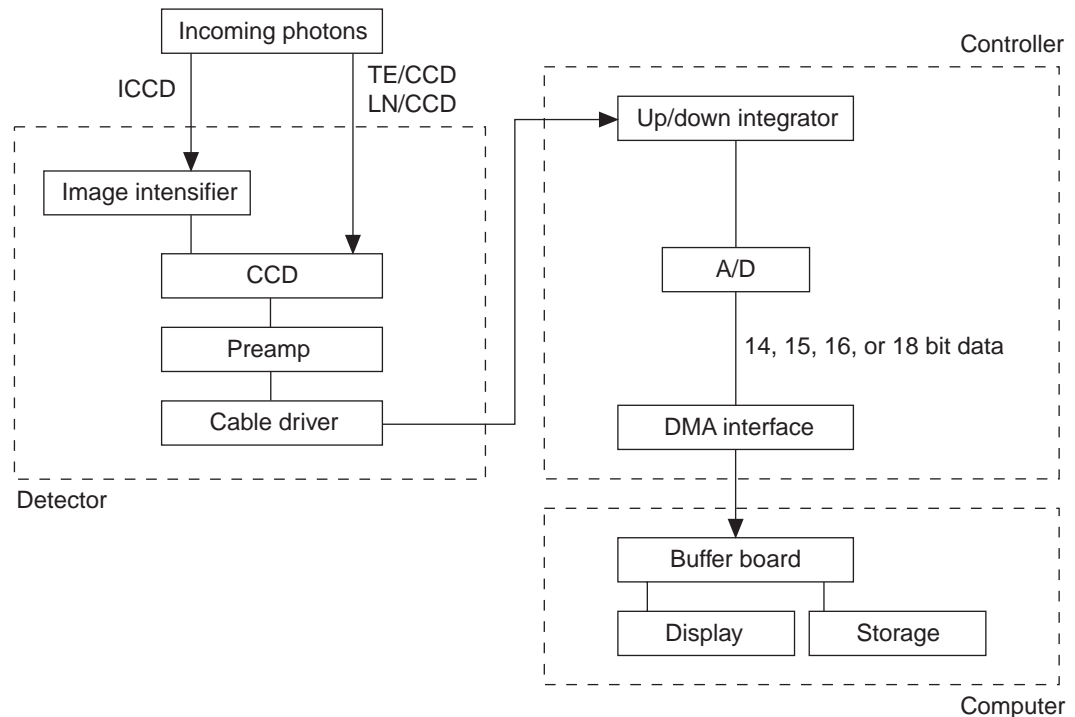 Incoming photons
Controller
ICCD
TE/CCD
LN/CCD
Up/down integrator
Image intensifier
CCD
A/D
Preamp
14, 15, 16, or 18 bit data
Cable driver
DMA interface
Detector
Buffer board
Display
Storage
Computer